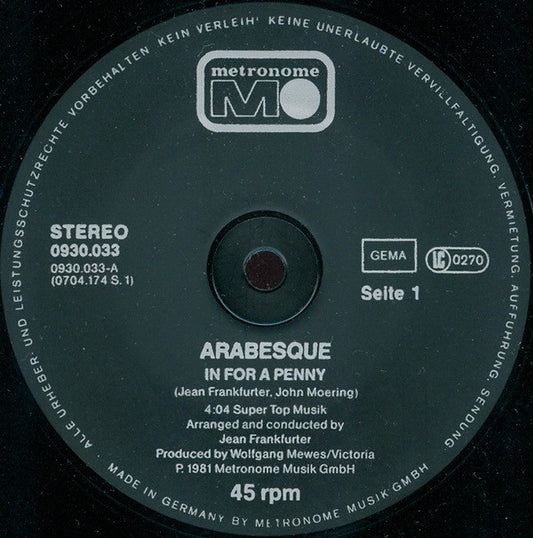 ALLE URHEBER- UND LEISTUNGSSCHUTZRECHTE VORBEHALTEN KEIN VERLEIH! KEINE UNERLAUBTE VERVIELFÄLTIGUNG, VERMIETUNG, AUFFÜHRUNG, SENDUNG
metronome
M
STEREO
0930.033
0930.033-A
(0704.174 S. 1)
GEMA
LC 0270
Seite 1
ARABESQUE
IN FOR A PENNY
(Jean Frankfurter, John Moering)
4:04 Super Top Musik
Arranged and conducted by
Jean Frankfurter
Produced by Wolfgang Mewes/Victoria
P. 1981 Metronome Musik GmbH
45 rpm
MADE IN GERMANY BY METRONOME MUSIK GMBH